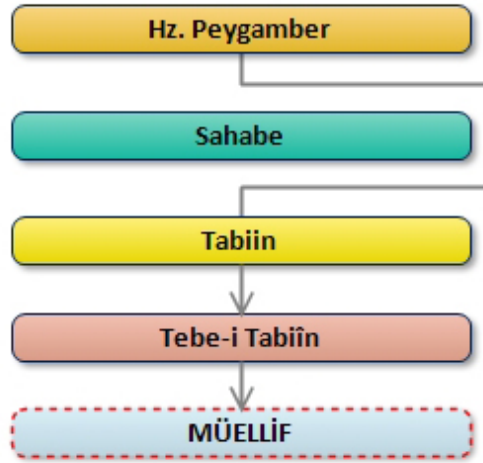 Hz. Peygamber
Sahabe
Tabiin
Tebe-i Tabiîn
MÜELLİF